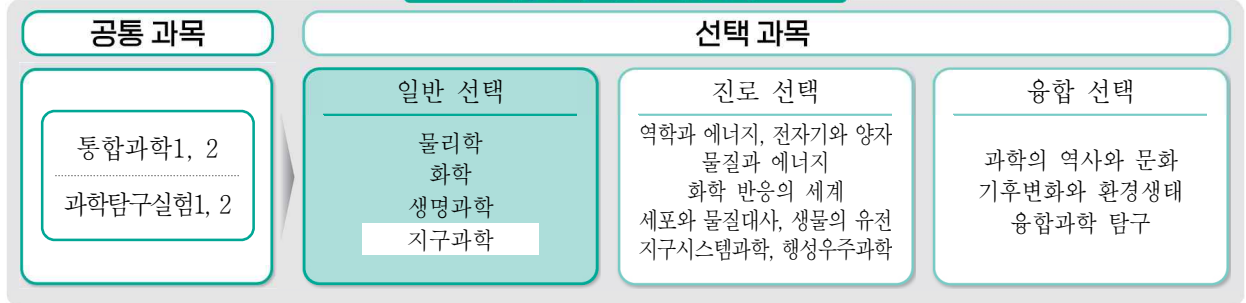 공통 과목
선택 과목
통합과학1, 2
과학탐구실험1, 2
일반 선택
물리학
화학
생명과학
지구과학
진로 선택
역학과 에너지, 전자기와 양자
물질과 에너지
화학 반응의 세계
세포와 물질대사, 생물의 유전
지구시스템과학, 행성우주과학
융합 선택
과학의 역사와 문화
기후변화와 환경생태
융합과학 탐구